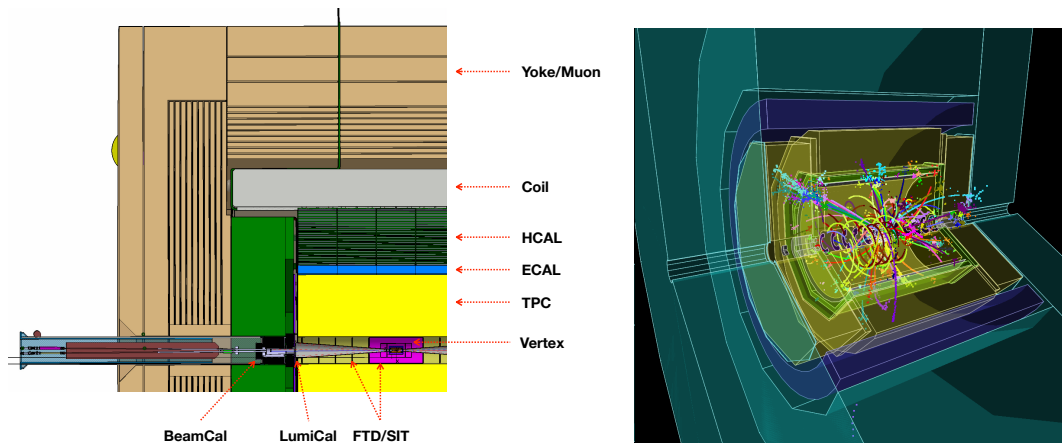 Yoke/Muon
Coil
HCAL
ECAL
TPC
Vertex
BeamCal
LumiCal
FTD/SIT